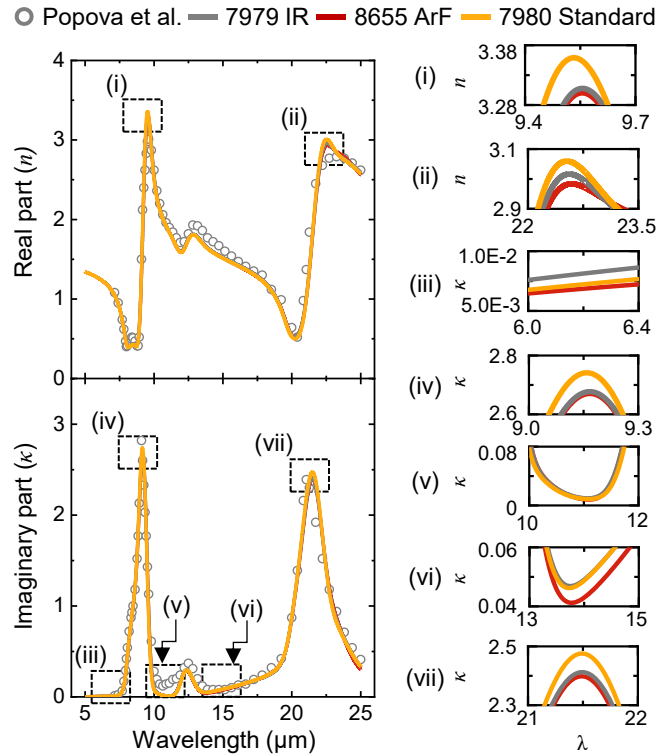 Popova et al. 7979 IR 8655 ArF 7980 Standard
Real part (n)
4
3
2
1
0
(i)
(ii)
Imaginary part (κ)
3
2
1
0
(iii)
(iv)
(v)
(vi)
(vii)
5 10 15 20 25
Wavelength (µm)
(i)
n
3.38
3.28
9.4 9.7
(ii)
n
3.1
2.9
22 23.5
(iii)
κ
1.0E-2
5.0E-3
6.0 6.4
(iv)
κ
2.8
2.6
9.0 9.3
(v)
κ
0.08
0
10 12
(vi)
κ
0.06
0.04
13 15
(vii)
κ
2.5
2.3
21 22
λ